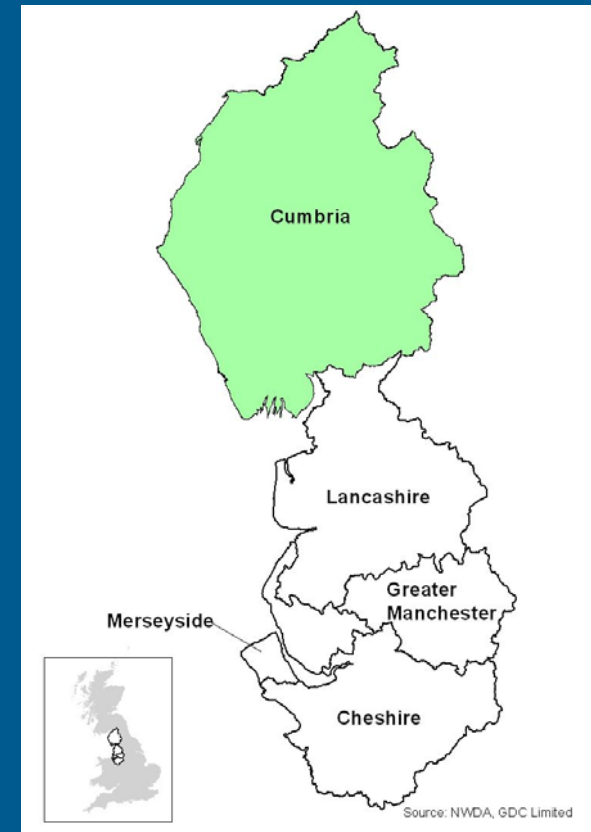 Cumbria
Lancashire
Greater
Manchester
Merseyside
Cheshire
Source: NWDA, GDC Limited